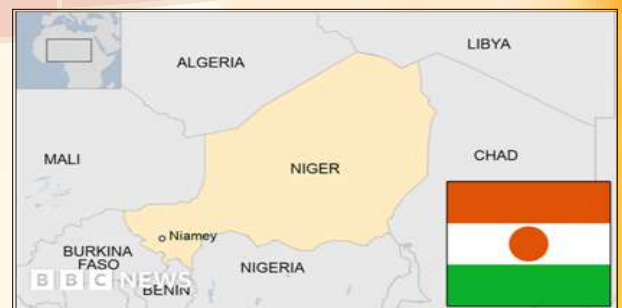 LIBYA
ALGERIA
MALI
NIGER
CHAD
Niamey
BURKINA
FASO
NIGERIA
BBC NEWS
BENIN